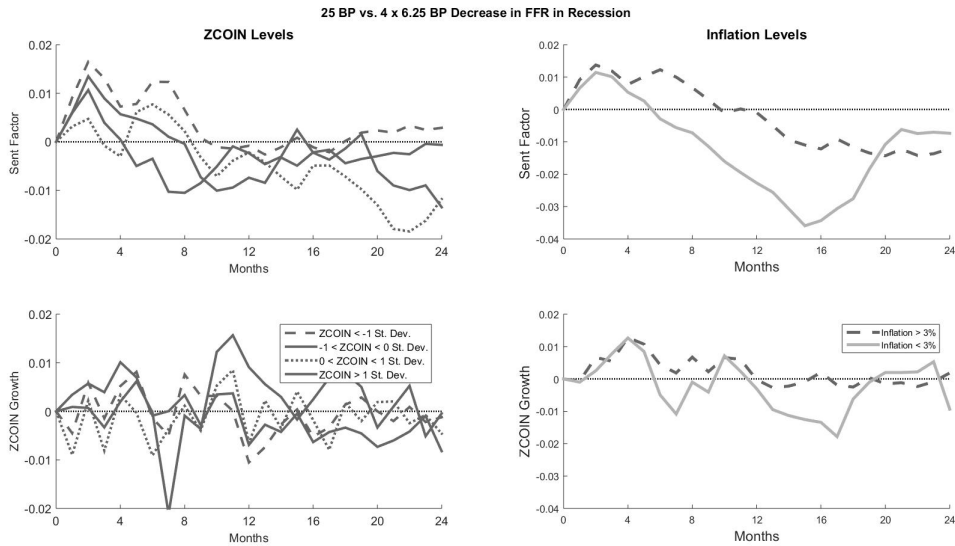 25 BP vs. 4 x 6.25 BP Decrease in FFR in Recession
ZCOIN Levels
0.02
0.01
0
-0.01
-0.02
Sent Factor
0 4 8 12 16 20 24
Months
Inflation Levels
0.02
0.01
0
-0.01
-0.02
-0.03
-0.04
Sent Factor
0 4 8 12 16 20 24
Months
0.02
0.01
0
-0.01
-0.02
ZCOIN Growth
ZCOIN < -1 St. Dev.
-1 < ZCOIN < 0 St. Dev.
0 < ZCOIN < 1 St. Dev.
ZCOIN > 1 St. Dev.
0 4 8 12 16 20 24
Months
0.02
0.01
0
-0.01
-0.02
-0.03
-0.04
ZCOIN Growth
Inflation > 3%
Inflation < 3%
0 4 8 12 16 20 24
Months